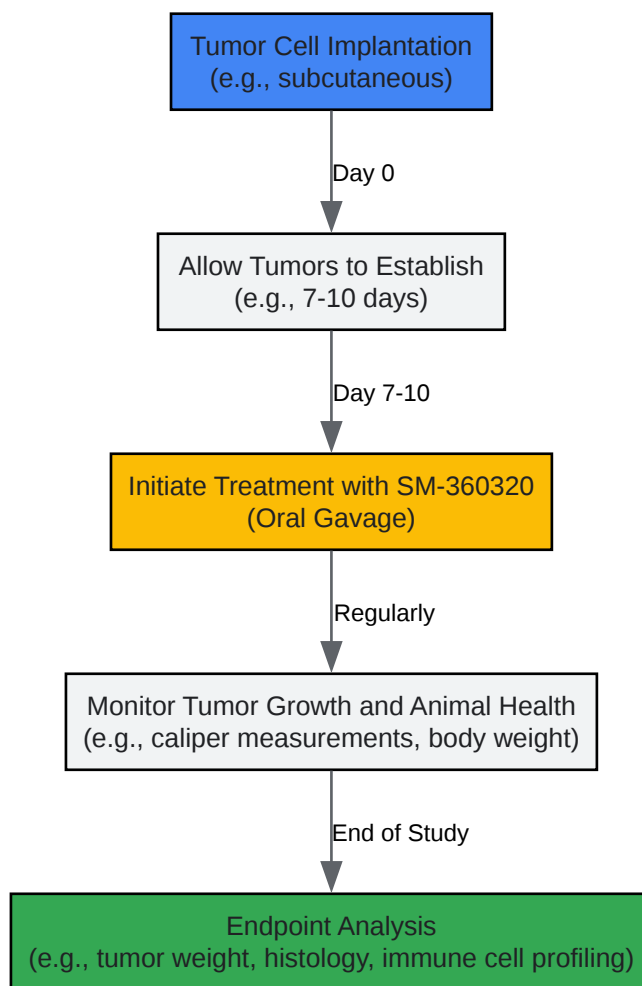 Tumor Cell Implantation
(e.g., subcutaneous)
Day 0
Allow Tumors to Establish
(e.g., 7-10 days)
Day 7-10
Initiate Treatment with SM-360320
(Oral Gavage)
Regularly
Monitor Tumor Growth and Animal Health
(e.g., caliper measurements, body weight)
End of Study
Endpoint Analysis
(e.g., tumor weight, histology, immune cell profiling)